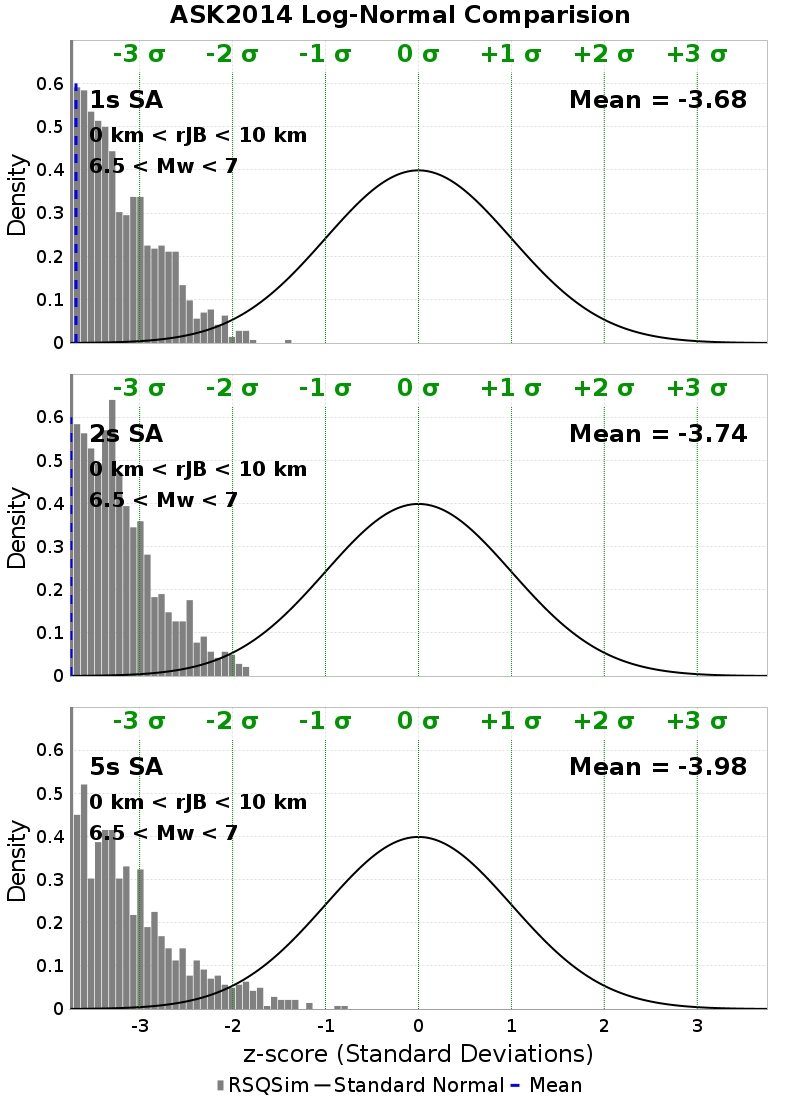 ASK2014 Log-Normal Comparision
-3 σ -2 σ -1 σ 0 σ +1 σ +2 σ +3 σ
1s SA Mean = -3.68
0 km < rJB < 10 km
6.5 < Mw < 7
Density
0.6
0.5
0.4
0.3
0.2
0.1
0
-3 σ -2 σ -1 σ 0 σ +1 σ +2 σ +3 σ
2s SA Mean = -3.74
0 km < rJB < 10 km
6.5 < Mw < 7
Density
0.6
0.5
0.4
0.3
0.2
0.1
0
-3 σ -2 σ -1 σ 0 σ +1 σ +2 σ +3 σ
5s SA Mean = -3.98
0 km < rJB < 10 km
6.5 < Mw < 7
Density
0.6
0.5
0.4
0.3
0.2
0.1
0
-3 -2 -1 0 1 2 3
z-score (Standard Deviations)
RSQSim Standard Normal Mean